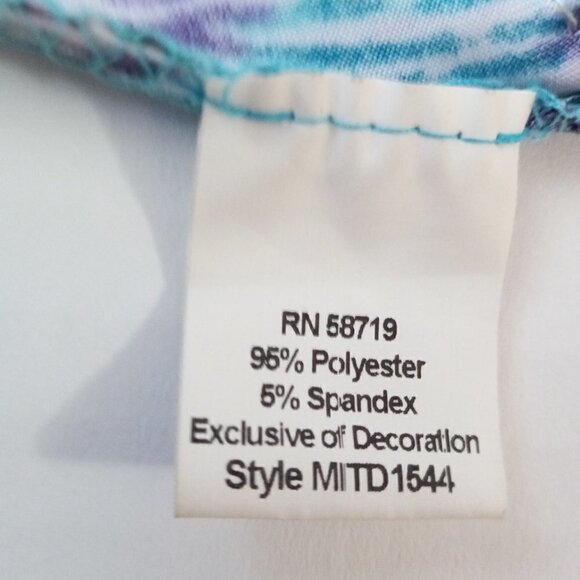 RN 58719
95% Polyester
5% Spandex
Exclusive of Decoration
Style MITD1544